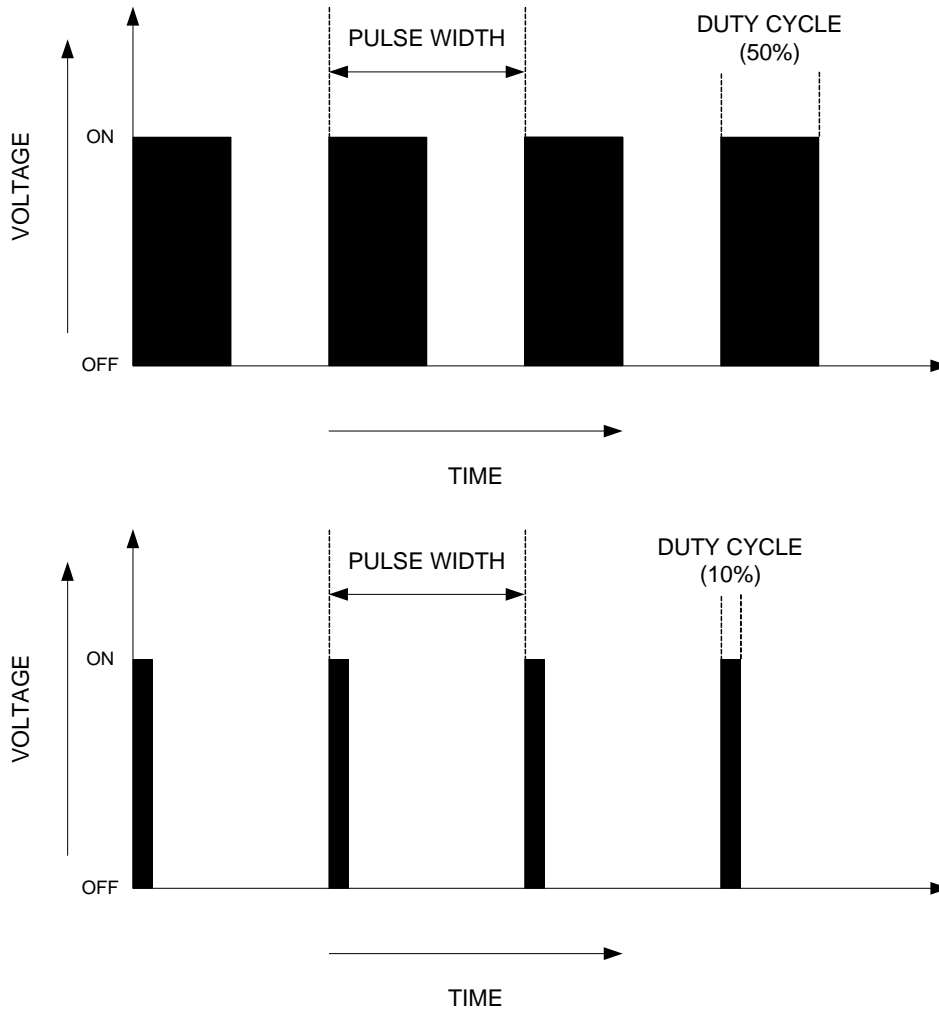 PULSE WIDTH
DUTY CYCLE
(50%)
ON
VOLTAGE
OFF
TIME
PULSE WIDTH
DUTY CYCLE
(10%)
ON
VOLTAGE
OFF
TIME